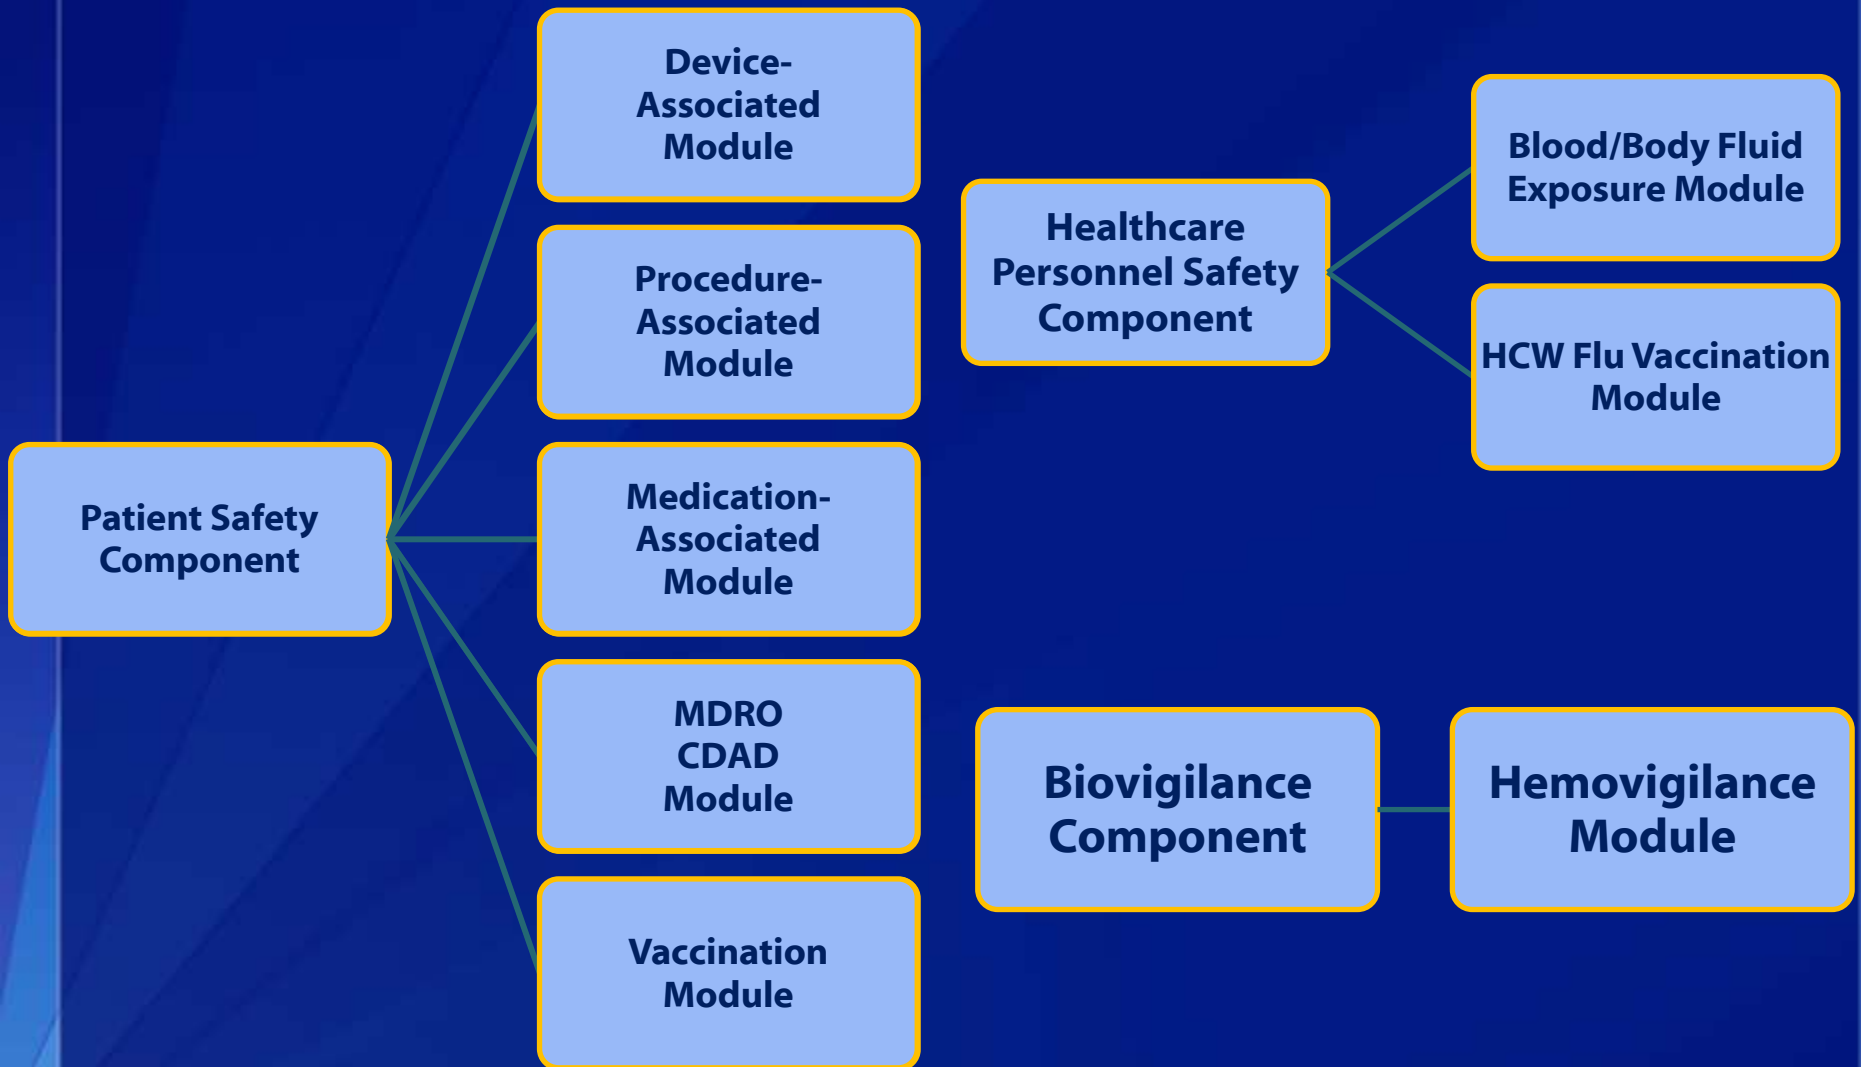 Patient Safety
Component
Device-
Associated
Module
Procedure-
Associated
Module
Medication-
Associated
Module
MDRO
CDAD
Module
Vaccination
Module
Healthcare
Personnel Safety
Component
Blood/Body Fluid
Exposure Module
HCW Flu Vaccination
Module
Biovigilance
Component
Hemovigilance
Module